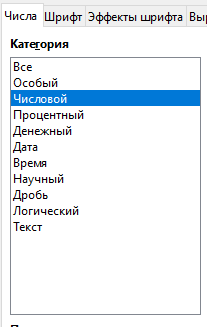 Числа Шрифт Эффекты шрифта
Категория
Все
Особый
Числовой
Процентный
Денежный
Дата
Время
Научный
Дробь
Логический
Текст